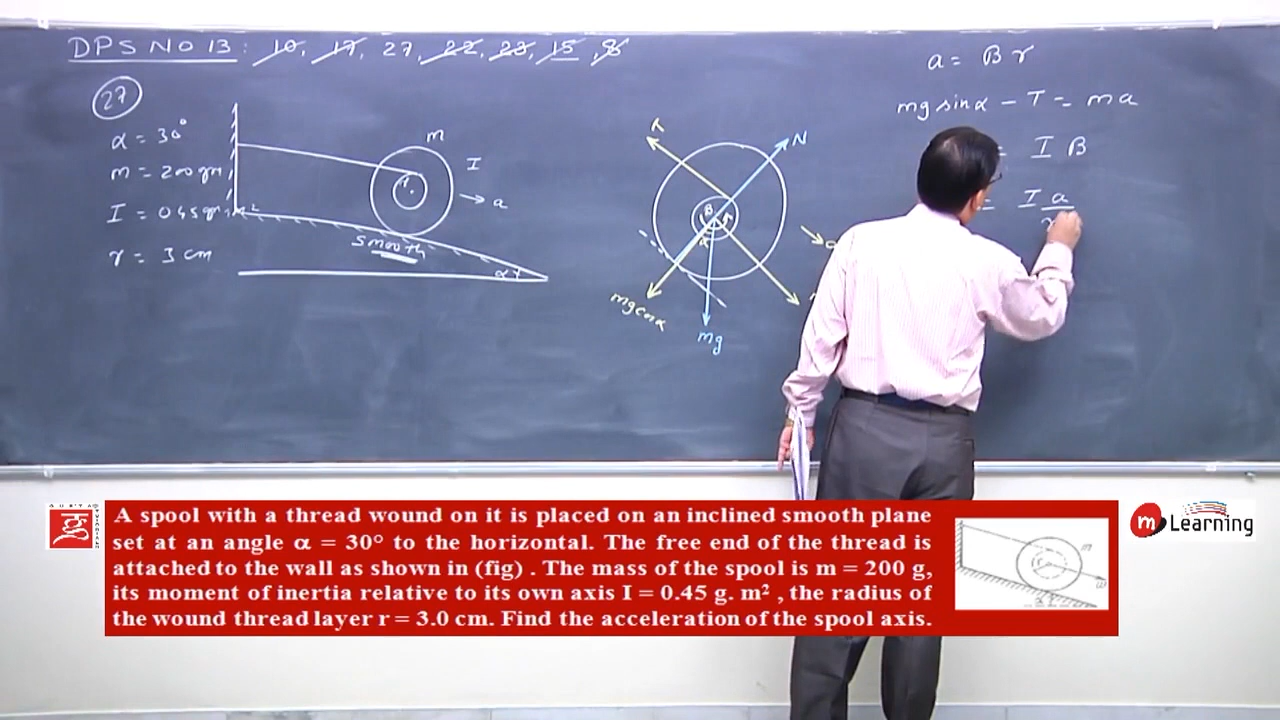 DPS NO 13 : 10, 17, 27, 22, 23, 15, 8
27
α = 30°
m = 200 gm
I = 0.45 gm m²
r = 3 cm
m
I
r
→ a
smooth
α
T
N
B
r
mg cosα
mg
a = Br
mg sinα - T = ma
= I B
= I a
A spool with a thread wound on it is placed on an inclined smooth plane
set at an angle α = 30° to the horizontal. The free end of the thread is
attached to the wall as shown in (fig) . The mass of the spool is m = 200 g,
its moment of inertia relative to its own axis I = 0.45 g. m² , the radius of
the wound thread layer r = 3.0 cm. Find the acceleration of the spool axis.
m Learning